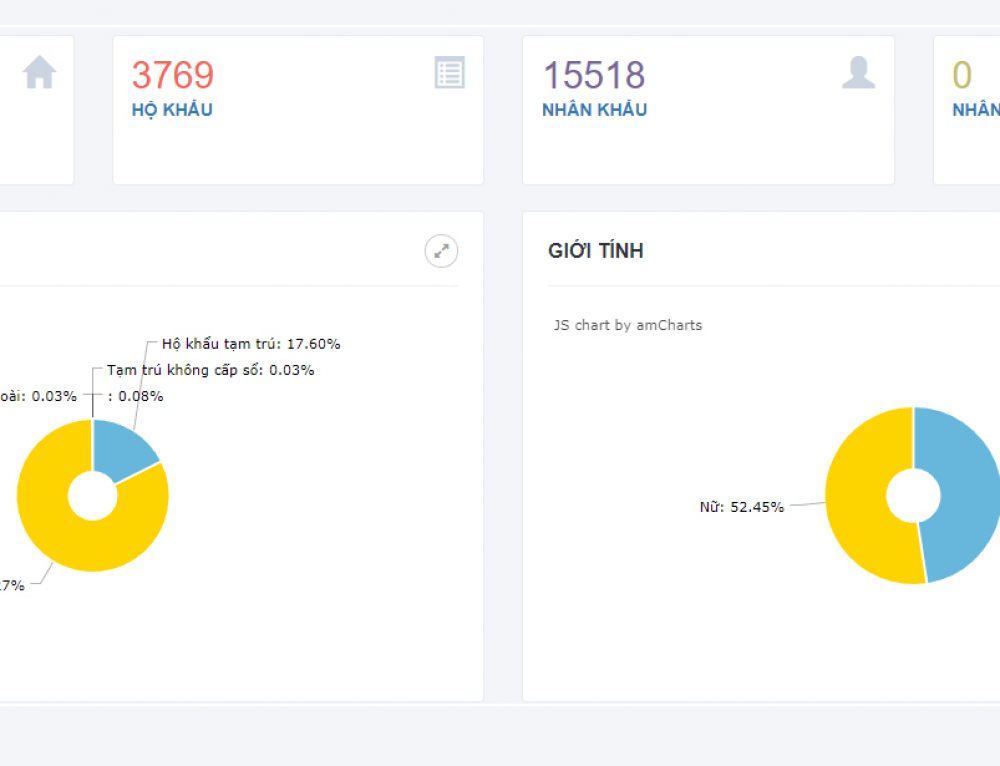 3769
HỘ KHẨU
15518
NHÂN KHẨU
0
NHÂN
GIỚI TÍNH
JS chart by amCharts
Hộ khẩu tạm trú: 17.60%
Tạm trú không cấp sổ: 0.03%
oài: 0.03%
: 0.08%
Nữ: 52.45%
7%